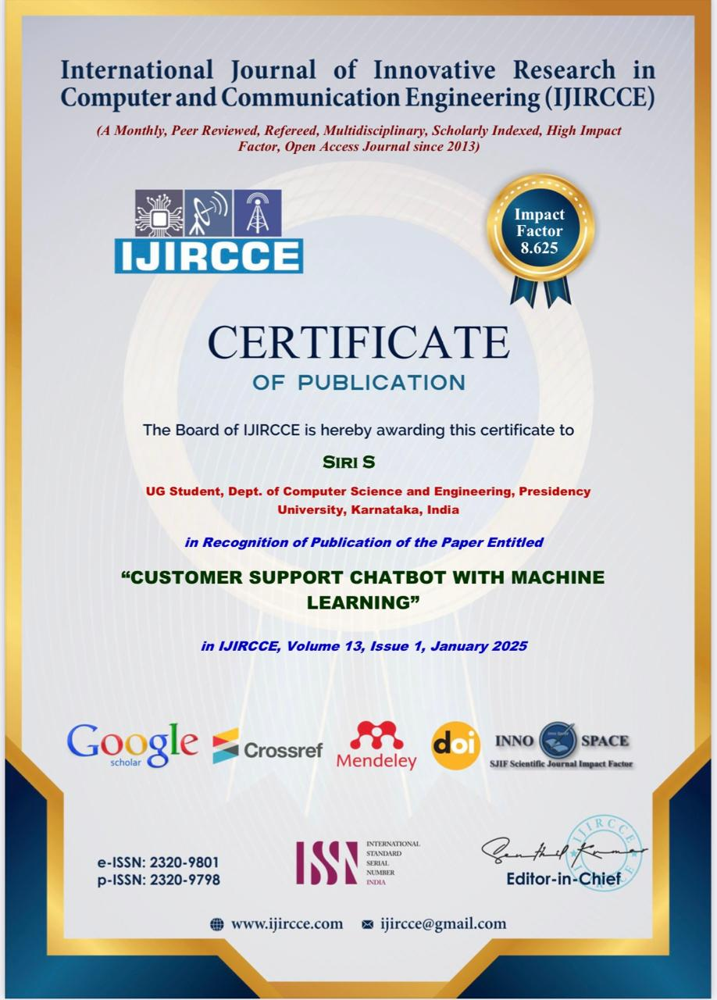 International Journal of Innovative Research in
Computer and Communication Engineering (IJIRCCE)
(A Monthly, Peer Reviewed, Refereed, Multidisciplinary, Scholarly Indexed, High Impact
Factor, Open Access Journal since 2013)
IJIRCCE
Impact
Factor
8.625
CERTIFICATE
OF PUBLICATION
The Board of IJIRCCE is hereby awarding this certificate to
SIRI S
UG Student, Dept. of Computer Science and Engineering, Presidency
University, Karnataka, India
in Recognition of Publication of the Paper Entitled
“CUSTOMER SUPPORT CHATBOT WITH MACHINE
LEARNING”
in IJIRCCE, Volume 13, Issue 1, January 2025
Google
scholar
Crossref
Mendeley
doi
INNO SPACE
SJIF Scientific Journal Impact Factor
e-ISSN: 2320-9801
p-ISSN: 2320-9798
ISSN
INTERNATIONAL
STANDARD
SERIAL
NUMBER
INDIA
Senthil Kumar
IJIRCCE
IJIRCCE
Editor-in-Chief
www.ijircce.com ijircce@gmail.com